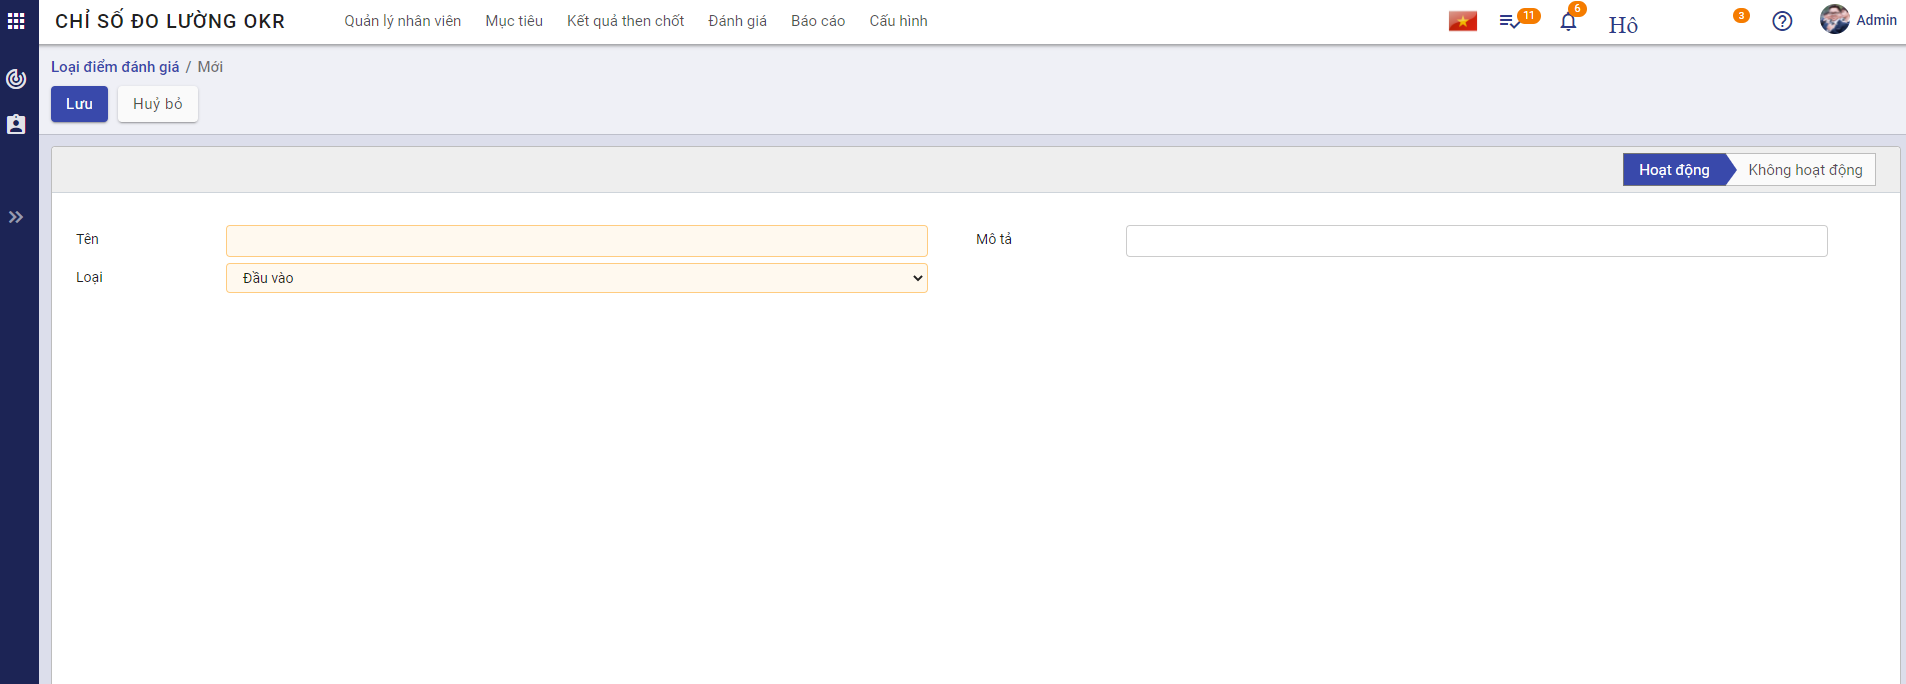 CHỈ SỐ ĐO LƯỜNG OKR Quản lý nhân viên Mục tiêu Kết quả then chốt Đánh giá Báo cáo Cấu hình 11 6 Hô 3 Admin
Loại điểm đánh giá / Mới
Lưu Huỷ bỏ
Hoạt động Không hoạt động
Tên Mô tả
Loại Đầu vào